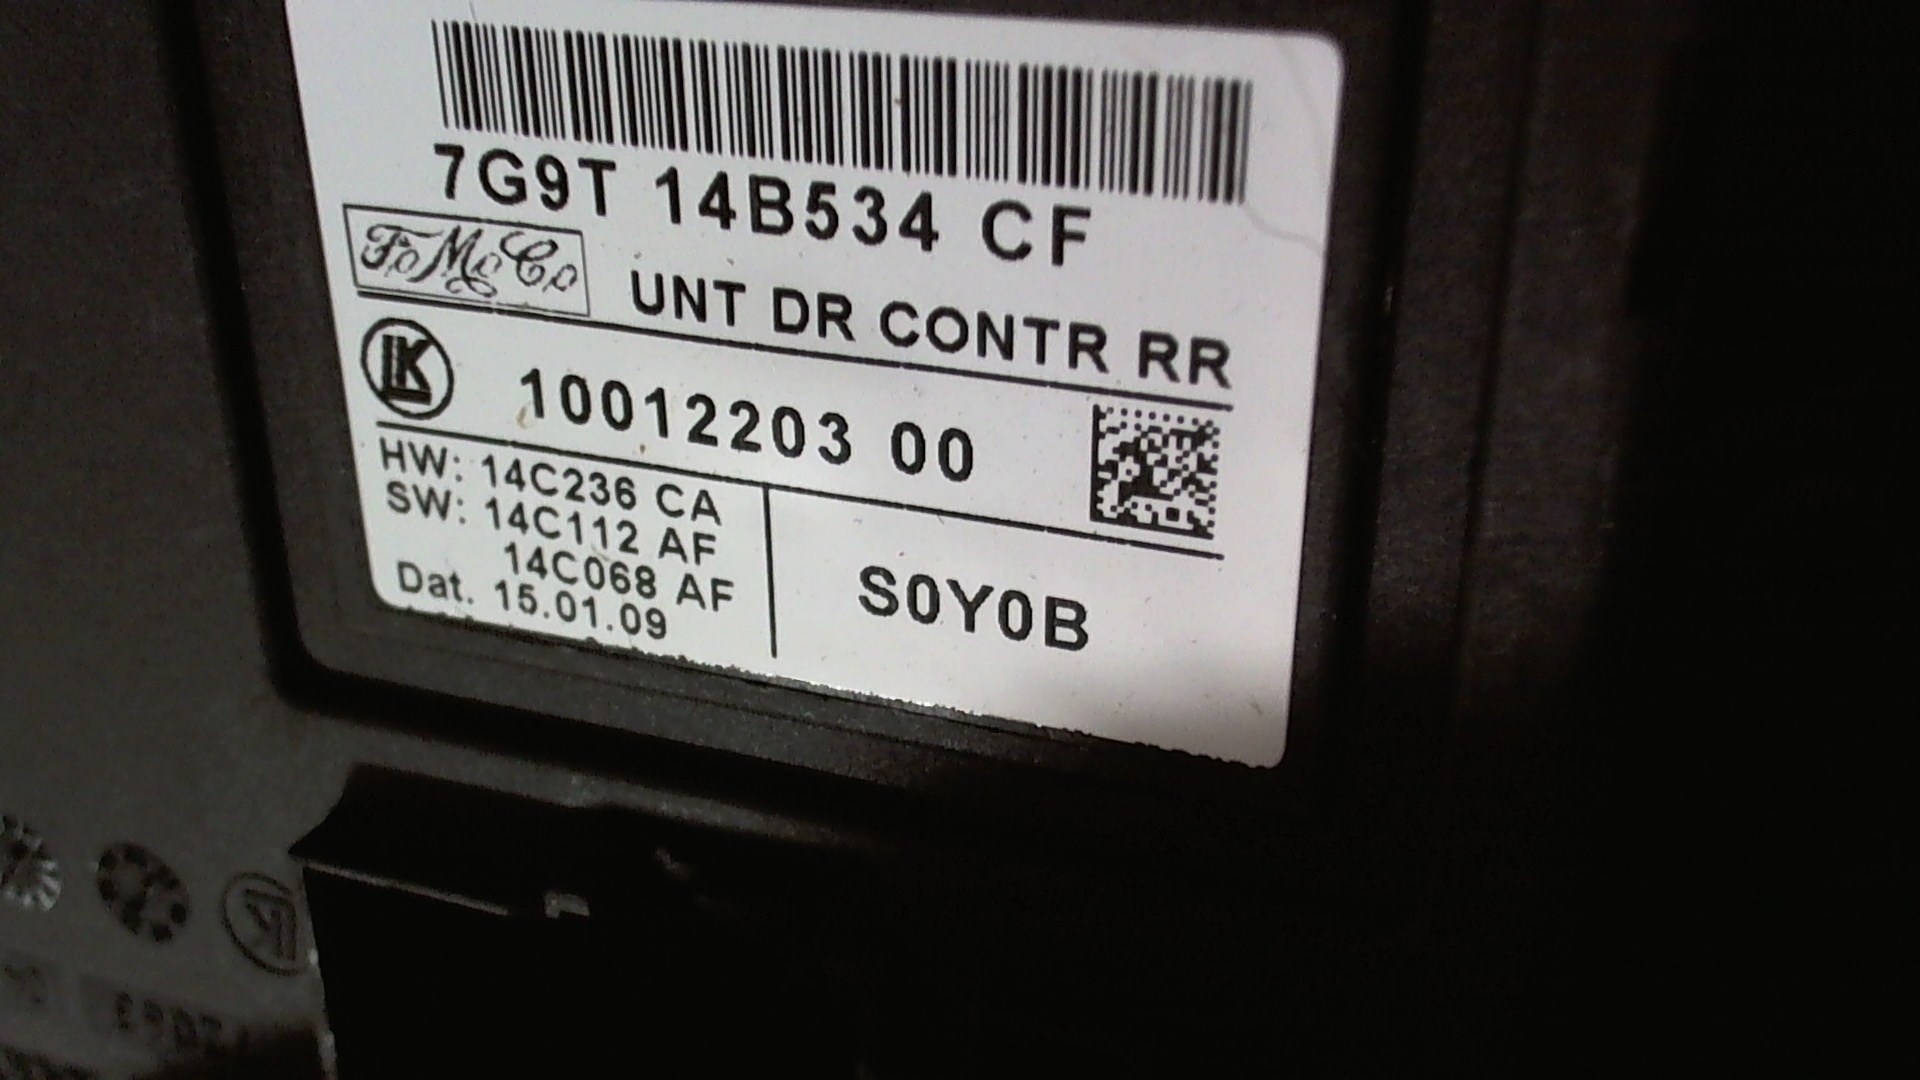 7G9T 14B534 CF
FoMoCo
UNT DR CONTR RR
LK
10012203 00
HW: 14C236 CA
SW: 14C112 AF
14C068 AF
Dat. 15.01.09
S0Y0B